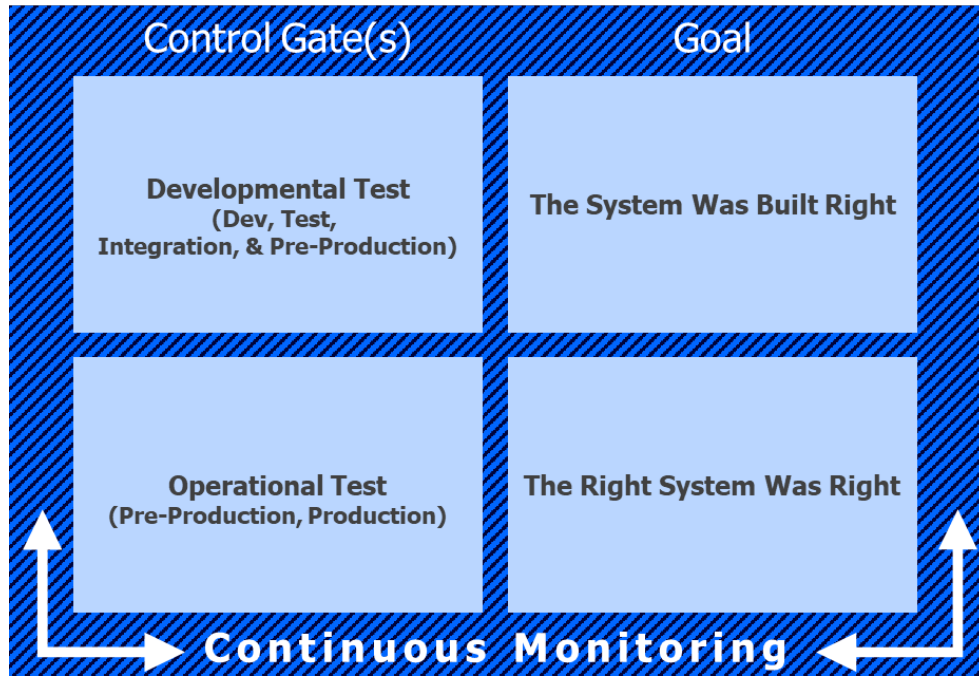 Control Gate(s)
Goal
Developmental Test
(Dev, Test,
Integration, & Pre-Production)
The System Was Built Right
Operational Test
(Pre-Production, Production)
The Right System Was Right
Continuous Monitoring